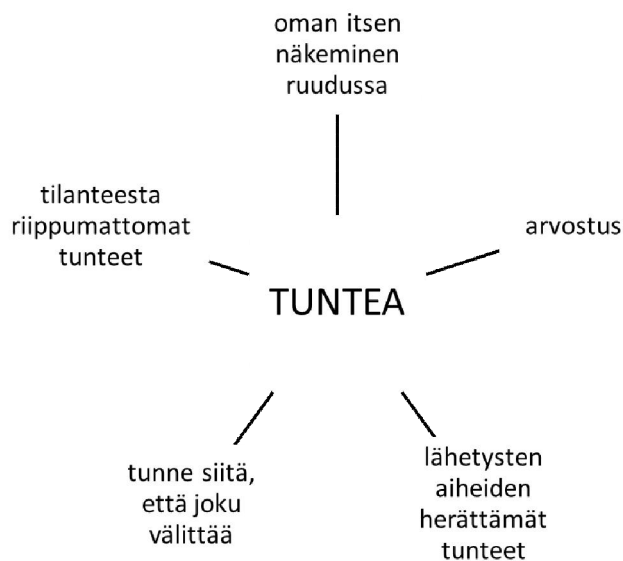 oman itsen
näkeminen
ruudussa
tilanteesta
riippumattomat
tunteet
arvostus
TUNTEA
tunne siitä,
että joku
välittää
lähetysten
aiheiden
herättämät
tunteet